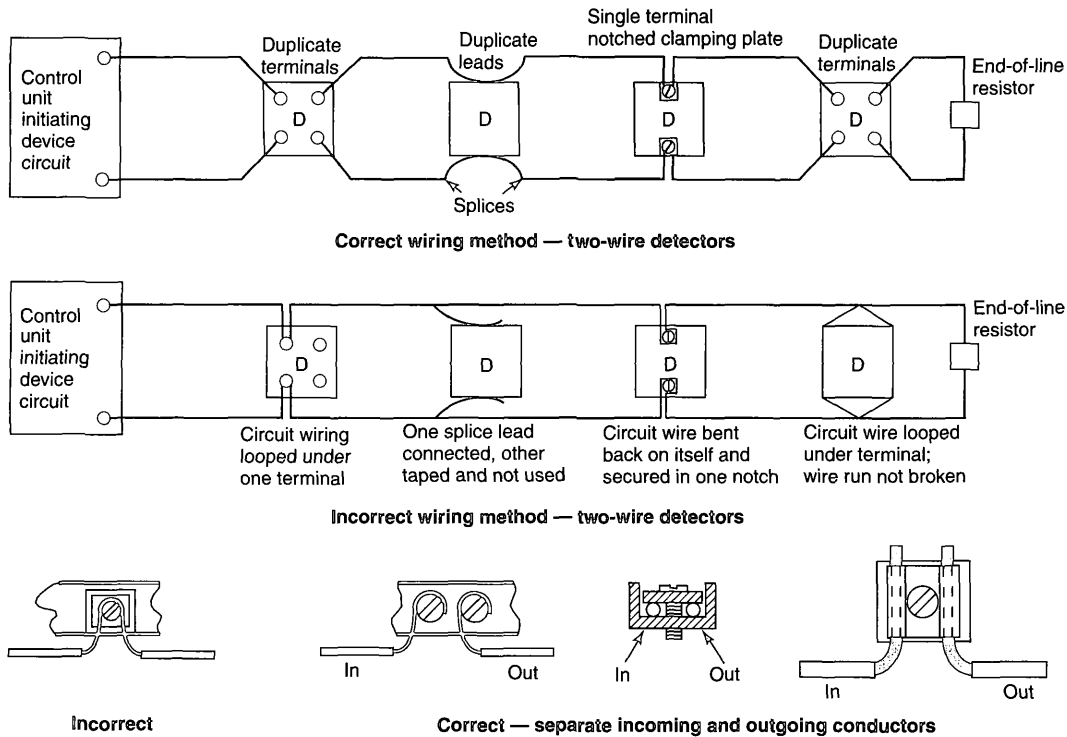 Single terminal
notched clamping plate
Duplicate
terminals
Duplicate
leads
Duplicate
terminals
End-of-line
resistor
Control
unit
initiating
device
circuit
D
D
D
D
Splices
Correct wiring method — two-wire detectors
Control
unit
initiating
device
circuit
D
D
D
D
End-of-line
resistor
Circuit wiring
looped under
one terminal
One splice lead
connected, other
taped and not used
Circuit wire bent
back on itself and
secured in one notch
Circuit wire looped
under terminal;
wire run not broken
Incorrect wiring method — two-wire detectors
In
Out
In
Out
In
Out
Incorrect
Correct — separate incoming and outgoing conductors